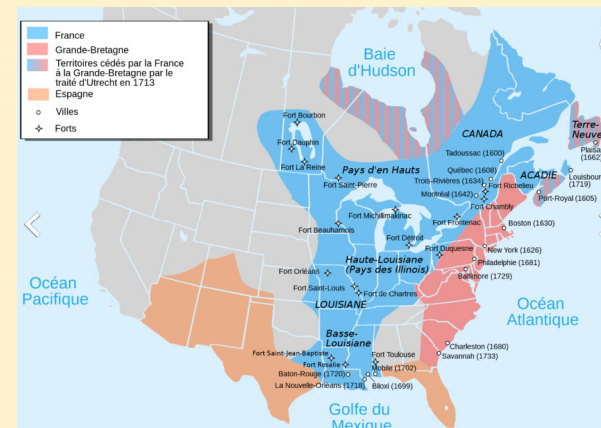 France
Grande-Bretagne
Territoires cédés par la France
à la Grande-Bretagne par le
traité d'Utrecht en 1713
Espagne
Villes
Forts
Baie
d'Hudson
Terre-
Neuve
Plaisa
(1662)
CANADA
Tadoussac (1600)
ACADIE
Louisbour
(1719)
Québec (1608)
Trois-Rivières (1634)
Montréal (1642)
Fort Richelieu
Port-Royal (1605)
Fort Chambly
Fort Bourbon
Fort Dauphin
Fort La Reine
Pays d'en Hauts
Fort Saint-Pierre
Fort Michilimakinac
Fort Frontenac
Boston (1630)
Fort Beauharnois
Fort Détroit
Fort Duquesne
New York (1626)
Philadelphie (1681)
Baltimore (1729)
Haute-Louisiane
(Pays des Illinois)
Fort Orléans
Fort Saint-Louis
Fort de Chartres
LOUISIANE
Océan
Pacifique
Océan
Atlantique
Basse-
Louisiane
Charleston (1680)
Savannah (1733)
Fort Saint-Jean-Baptiste
Fort Toulouse
Fort Rosalie
Mobile (1702)
Baton-Rouge (1720)
La Nouvelle-Orléans (1718)
Biloxi (1699)
Golfe du
Mexique